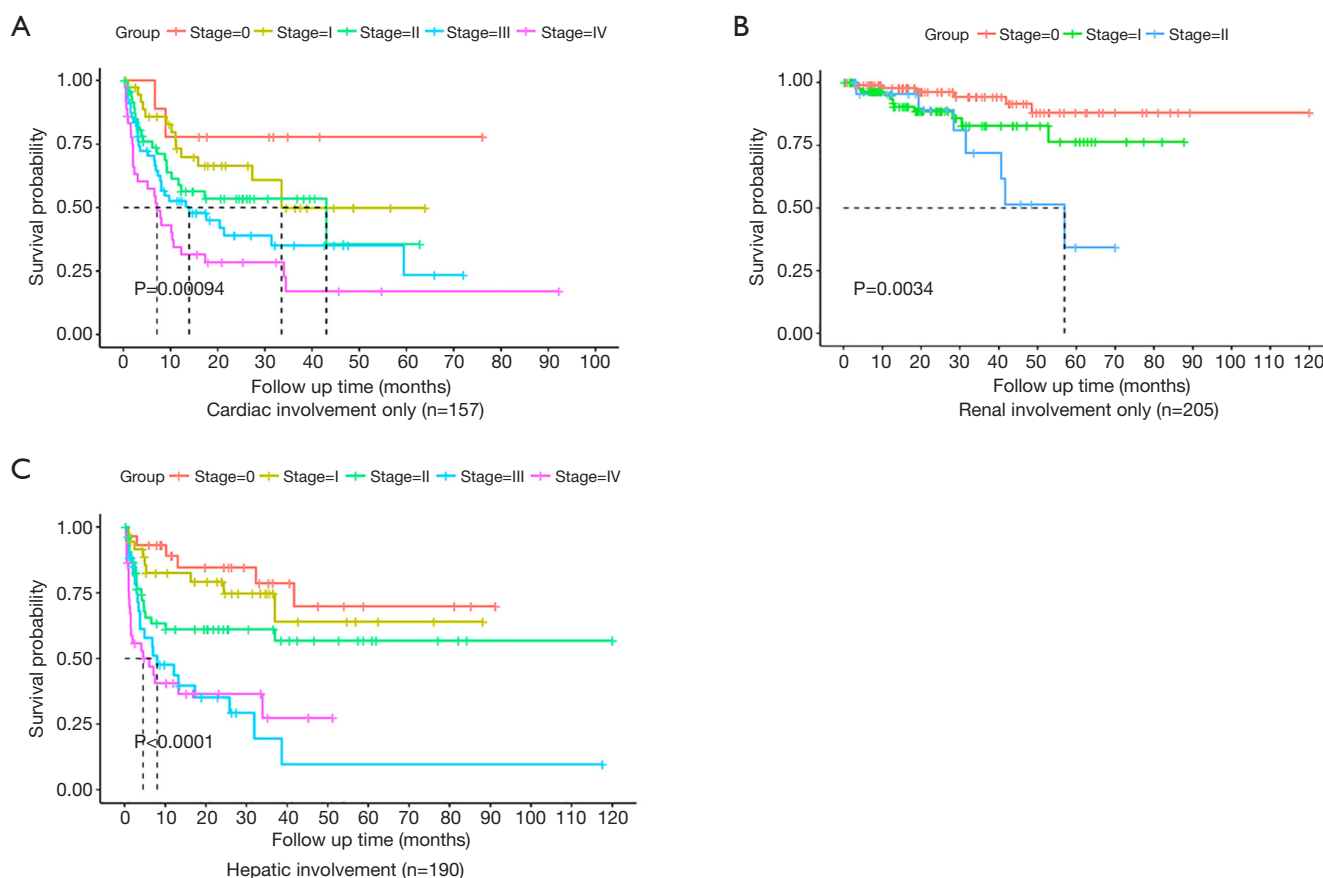 A
Group Stage=0 Stage=I Stage=II Stage=III Stage=IV
1.00
0.75
0.50
0.25
0.00
Survival probability
P=0.00094
0 10 20 30 40 50 60 70 80 90 100
Follow up time (months)
Cardiac involvement only (n=157)
B
Group Stage=0 Stage=I Stage=II
1.00
0.75
0.50
0.25
0.00
Survival probability
P=0.0034
0 10 20 30 40 50 60 70 80 90 100 110 120
Follow up time (months)
Renal involvement only (n=205)
C
Group Stage=0 Stage=I Stage=II Stage=III Stage=IV
1.00
0.75
0.50
0.25
0.00
Survival probability
P<0.0001
0 10 20 30 40 50 60 70 80 90 100 110 120
Follow up time (months)
Hepatic involvement (n=190)